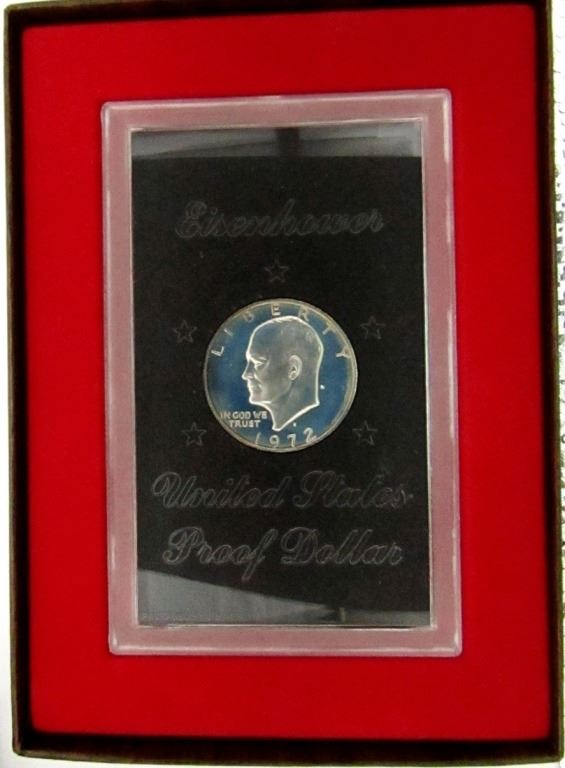 Eisenhower
LIBERTY
IN GOD WE
TRUST
1972
United States
Proof Dollar